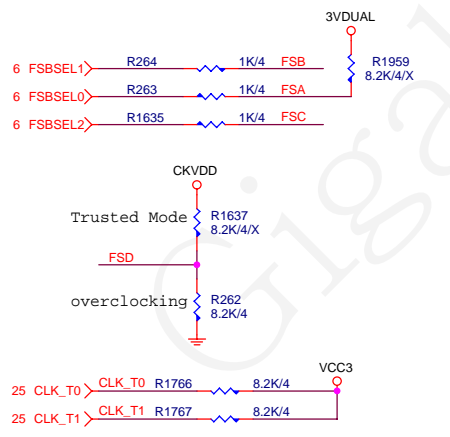 3VDUAL
6 FSBSEL1 R264 1K/4 FSB R1959
8.2K/4/X
6 FSBSEL0 R263 1K/4 FSA
6 FSBSEL2 R1635 1K/4 FSC
CKVDD
Trusted Mode R1637
8.2K/4/X
FSD
overclocking R262
8.2K/4
VCC3
25 CLK_T0 CLK_T0 R1766 8.2K/4
25 CLK_T1 CLK_T1 R1767 8.2K/4
Giga